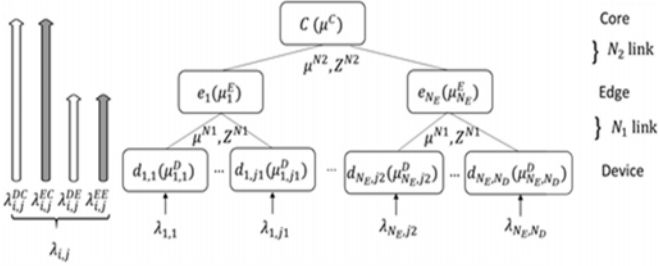 C (μ^C)
Core
μ^{N2}, Z^{N2}
} N_2 link
e_1(μ_1^E)
e_{N_E}(μ_{N_E}^E)
Edge
μ^{N1}, Z^{N1}
μ^{N1}, Z^{N1}
} N_1 link
d_{1,1}(μ_{1,1}^D) ... d_{1,j1}(μ_{1,j1}^D) ... d_{N_E,j2}(μ_{N_E,j2}^D) ... d_{N_E,N_D}(μ_{N_E,N_D}^D)
Device
λ_{i,j}^{DC} λ_{i,j}^{EC} λ_{i,j}^{DE} λ_{i,j}^{EE}
λ_{1,1} λ_{1,j1} λ_{N_E,j2} λ_{N_E,N_D}
λ_{i,j}